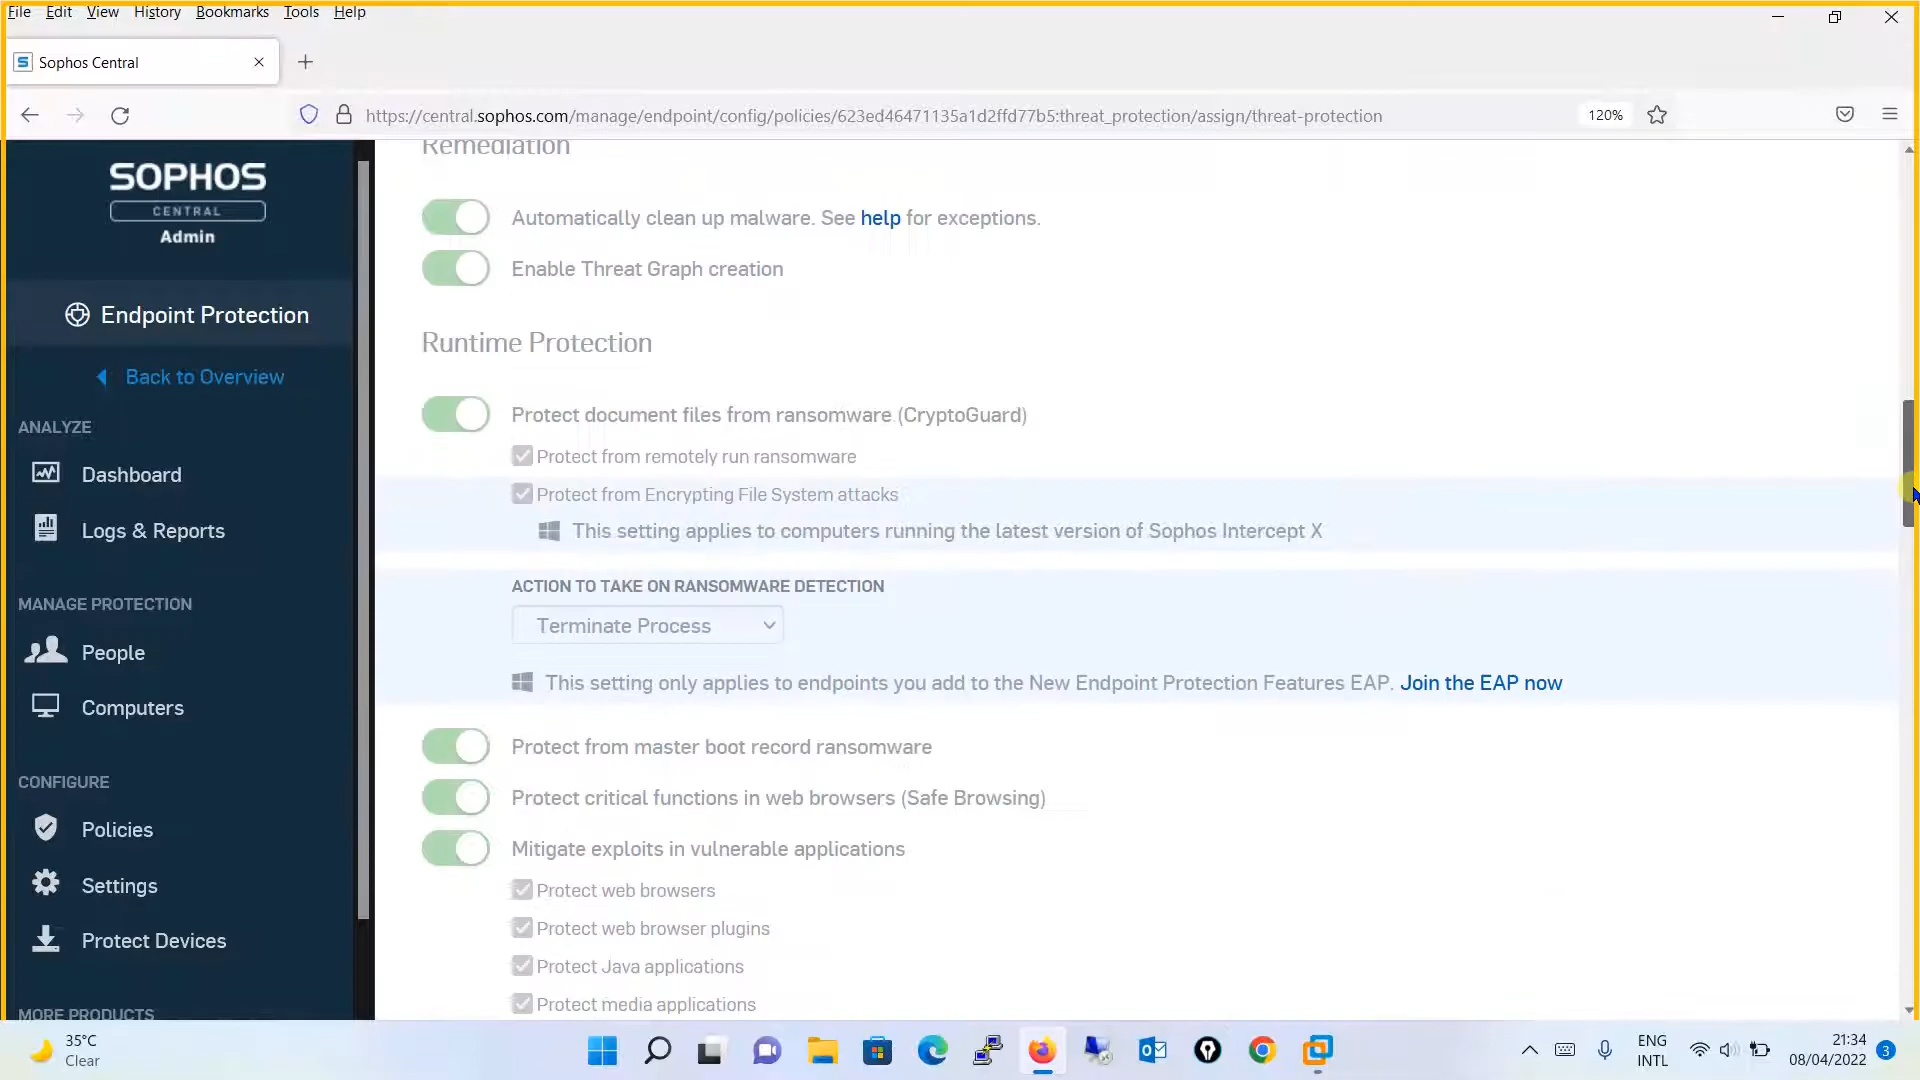 File Edit View History Bookmarks Tools Help
Sophos Central
https://central.sophos.com/manage/endpoint/config/policies/623ed46471135a1d2ffd77b5:threat_protection/assign/threat-protection
120%
SOPHOS
CENTRAL
Admin
Endpoint Protection
Back to Overview
ANALYZE
Dashboard
Logs & Reports
MANAGE PROTECTION
People
Computers
CONFIGURE
Policies
Settings
Protect Devices
MORE PRODUCTS
Remediation
Automatically clean up malware. See help for exceptions.
Enable Threat Graph creation
Runtime Protection
Protect document files from ransomware (CryptoGuard)
Protect from remotely run ransomware
Protect from Encrypting File System attacks
This setting applies to computers running the latest version of Sophos Intercept X
ACTION TO TAKE ON RANSOMWARE DETECTION
Terminate Process
This setting only applies to endpoints you add to the New Endpoint Protection Features EAP. Join the EAP now
Protect from master boot record ransomware
Protect critical functions in web browsers (Safe Browsing)
Mitigate exploits in vulnerable applications
Protect web browsers
Protect web browser plugins
Protect Java applications
Protect media applications
35°C
Clear
ENG
INTL
21:34
08/04/2022
3